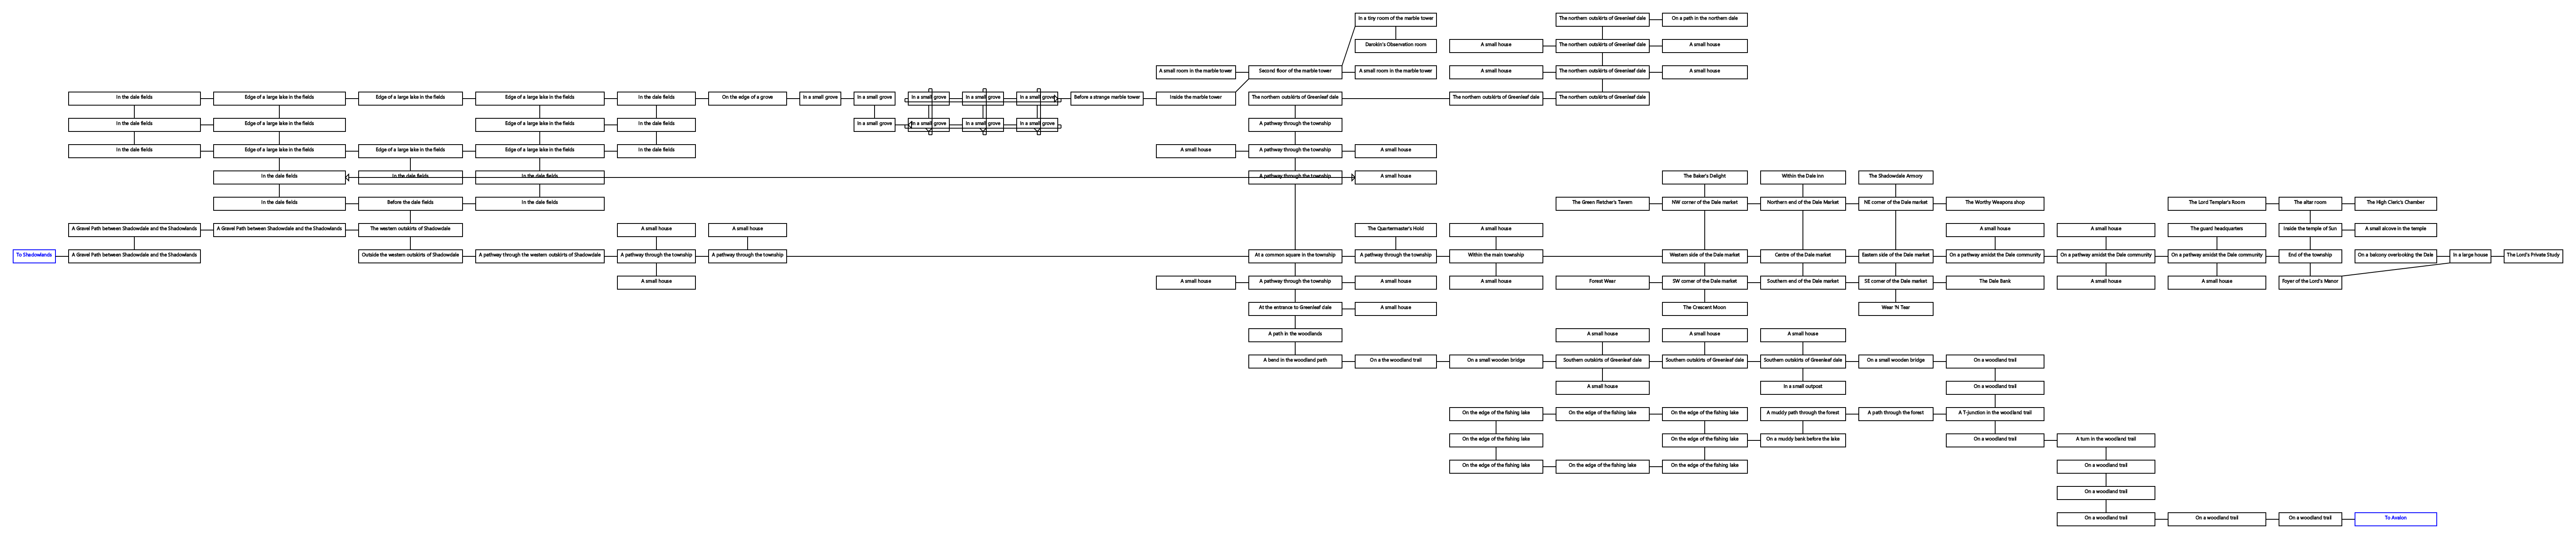 In a tiny room of the marble tower
The northern outskirts of Greenleaf dale
On a path in the northern dale
Darokin's Observation room
A small house
The northern outskirts of Greenleaf dale
A small house
A small room in the marble tower
Second floor of the marble tower
A small room in the marble tower
A small house
The northern outskirts of Greenleaf dale
A small house
In the dale fields
Edge of a large lake in the fields
Edge of a large lake in the fields
Edge of a large lake in the fields
In the dale fields
On the edge of a grove
In a small grove
In a small grove
In a small grove
In a small grove
In a small grove
Before a strange marble tower
Inside the marble tower
The northern outskirts of Greenleaf dale
The northern outskirts of Greenleaf dale
The northern outskirts of Greenleaf dale
In the dale fields
Edge of a large lake in the fields
Edge of a large lake in the fields
In the dale fields
In a small grove
In a small grove
In a small grove
In a small grove
A pathway through the township
In the dale fields
Edge of a large lake in the fields
Edge of a large lake in the fields
Edge of a large lake in the fields
In the dale fields
A small house
A pathway through the township
A small house
In the dale fields
In the dale fields
In the dale fields
A pathway through the township
A small house
The Baker's Delight
Within the Dale inn
The Shadowdale Armory
In the dale fields
Before the dale fields
In the dale fields
The Green Fletcher's Tavern
NW corner of the Dale market
Northern end of the Dale Market
NE corner of the Dale market
The Worthy Weapons shop
The Lord Templar's Room
The altar room
The High Cleric's Chamber
A Gravel Path between Shadowdale and the Shadowlands
A Gravel Path between Shadowdale and the Shadowlands
The western outskirts of Shadowdale
A small house
A small house
The Quartermaster's Hold
A small house
A small house
A small house
The guard headquarters
Inside the temple of Sun
A small alcove in the temple
To Shadowlands
A Gravel Path between Shadowdale and the Shadowlands
Outside the western outskirts of Shadowdale
A pathway through the western outskirts of Shadowdale
A pathway through the township
A pathway through the township
At a common square in the township
A pathway through the township
Within the main township
Western side of the Dale market
Centre of the Dale market
Eastern side of the Dale market
On a pathway amidst the Dale community
On a pathway amidst the Dale community
On a pathway amidst the Dale community
End of the township
On a balcony overlooking the Dale
In a large house
The Lord's Private Study
A small house
A small house
A pathway through the township
A small house
A small house
Forest Wear
SW corner of the Dale market
Southern end of the Dale market
SE corner of the Dale market
The Dale Bank
A small house
A small house
Foyer of the Lord's Manor
At the entrance to Greenleaf dale
A small house
The Crescent Moon
Wear 'N Tear
A path in the woodlands
A small house
A small house
A small house
A bend in the woodland path
On a the woodland trail
On a small wooden bridge
Southern outskirts of Greenleaf dale
Southern outskirts of Greenleaf dale
Southern outskirts of Greenleaf dale
On a small wooden bridge
On a woodland trail
A small house
In a small outpost
On a woodland trail
On the edge of the fishing lake
On the edge of the fishing lake
On the edge of the fishing lake
A muddy path through the forest
A path through the forest
A T-junction in the woodland trail
On the edge of the fishing lake
On the edge of the fishing lake
On a muddy bank before the lake
On a woodland trail
A turn in the woodland trail
On the edge of the fishing lake
On the edge of the fishing lake
On the edge of the fishing lake
On a woodland trail
On a woodland trail
On a woodland trail
On a woodland trail
On a woodland trail
To Avalon